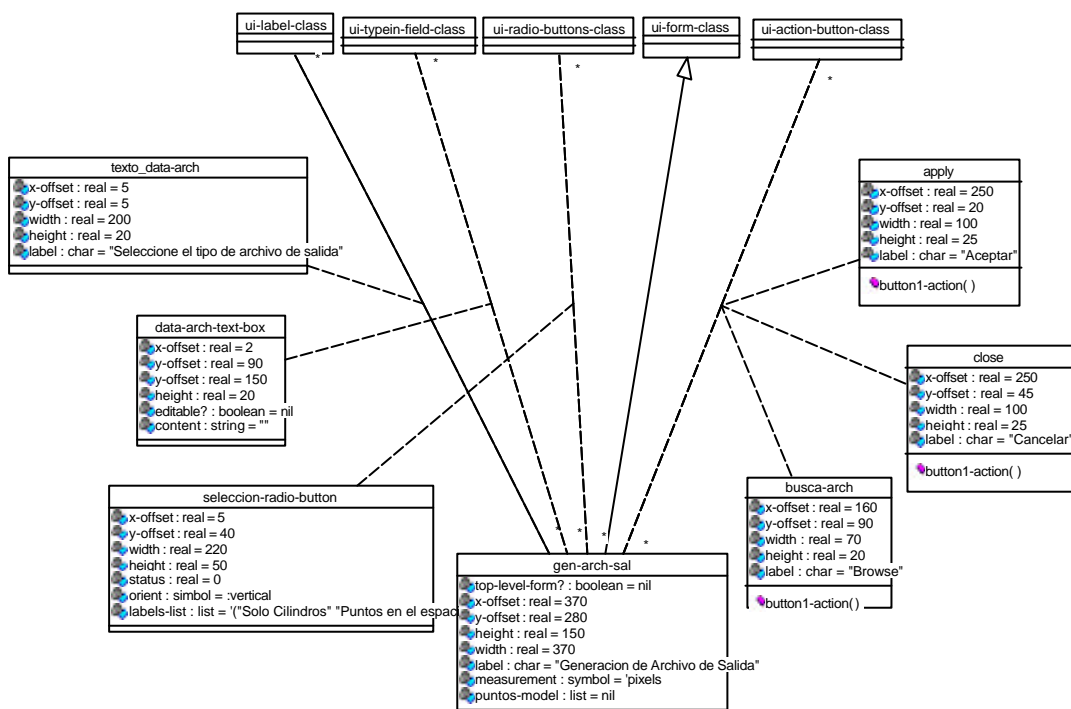 ui-label-class
ui-typein-field-class
ui-radio-buttons-class
ui-form-class
ui-action-button-class
*
*
*
*
texto_data-arch
x-offset : real = 5
y-offset : real = 5
width : real = 200
height : real = 20
label : char = "Seleccione el tipo de archivo de salida"
apply
x-offset : real = 250
y-offset : real = 20
width : real = 100
height : real = 25
label : char = "Aceptar"
button1-action( )
data-arch-text-box
x-offset : real = 2
y-offset : real = 90
y-offset : real = 150
height : real = 20
editable? : boolean = nil
content : string = ""
close
x-offset : real = 250
y-offset : real = 45
width : real = 100
height : real = 25
label : char = "Cancelar"
button1-action( )
seleccion-radio-button
x-offset : real = 5
y-offset : real = 40
width : real = 220
height : real = 50
status : real = 0
orient : simbol = :vertical
labels-list : list = '("Solo Cilindros" "Puntos en el espaci
busca-arch
x-offset : real = 160
y-offset : real = 90
width : real = 70
height : real = 20
label : char = "Browse"
button1-action( )
*
*
*
*
gen-arch-sal
top-level-form? : boolean = nil
x-offset : real = 370
y-offset : real = 280
height : real = 150
width : real = 370
label : char = "Generacion de Archivo de Salida"
measurement : symbol = 'pixels
puntos-model : list = nil